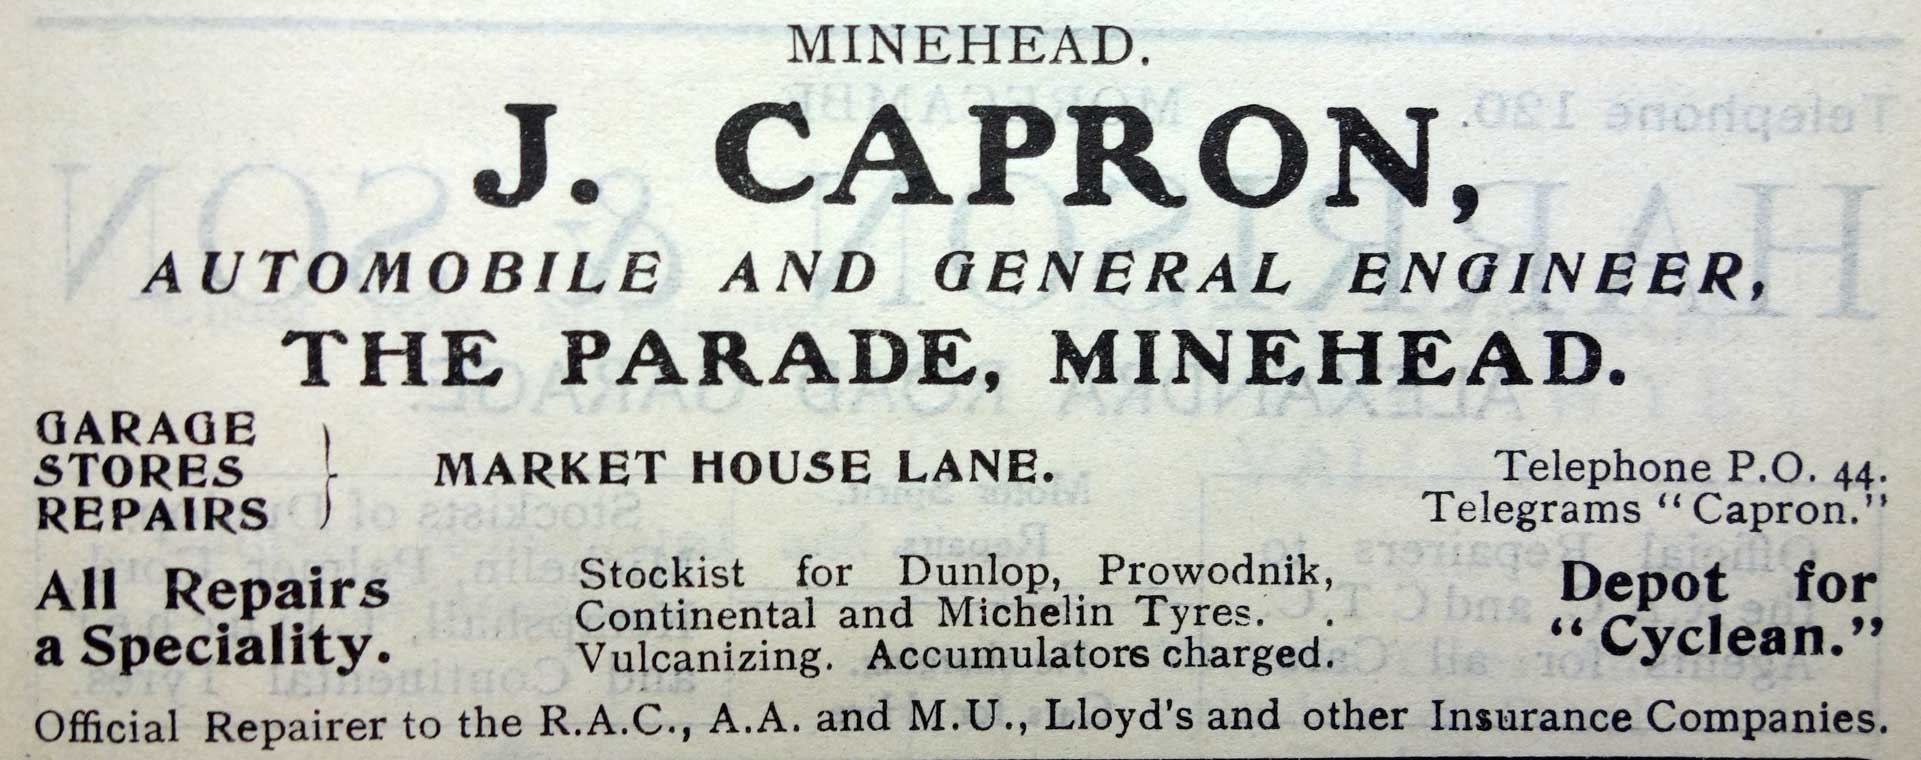 MINEHEAD.
J. CAPRON,
AUTOMOBILE AND GENERAL ENGINEER,
THE PARADE, MINEHEAD.
GARAGE
STORES
REPAIRS
MARKET HOUSE LANE.
Telephone P.O. 44.
Telegrams "Capron."
All Repairs
a Speciality.
Stockist for Dunlop, Prowodnik,
Continental and Michelin Tyres. .
Vulcanizing. Accumulators charged.
Depot for
"Cyclean."
Official Repairer to the R.A.C., A.A. and M.U., Lloyd's and other Insurance Companies.